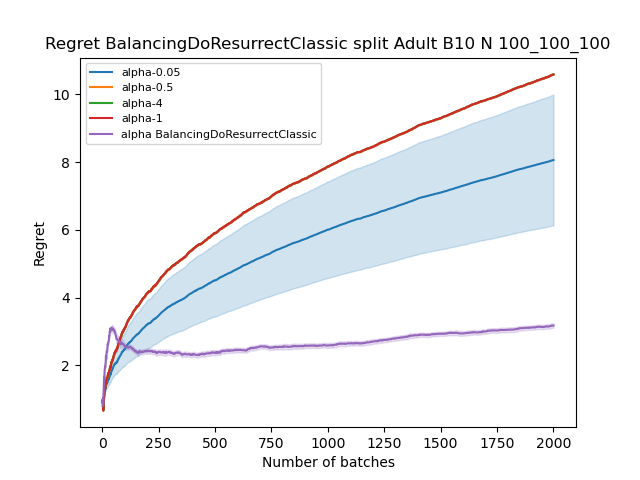 Regret BalancingDoResurrectClassic split Adult B10 N 100_100_100
alpha-0.05
alpha-0.5
alpha-4
alpha-1
alpha BalancingDoResurrectClassic
10
8
6
4
2
Regret
0 250 500 750 1000 1250 1500 1750 2000
Number of batches